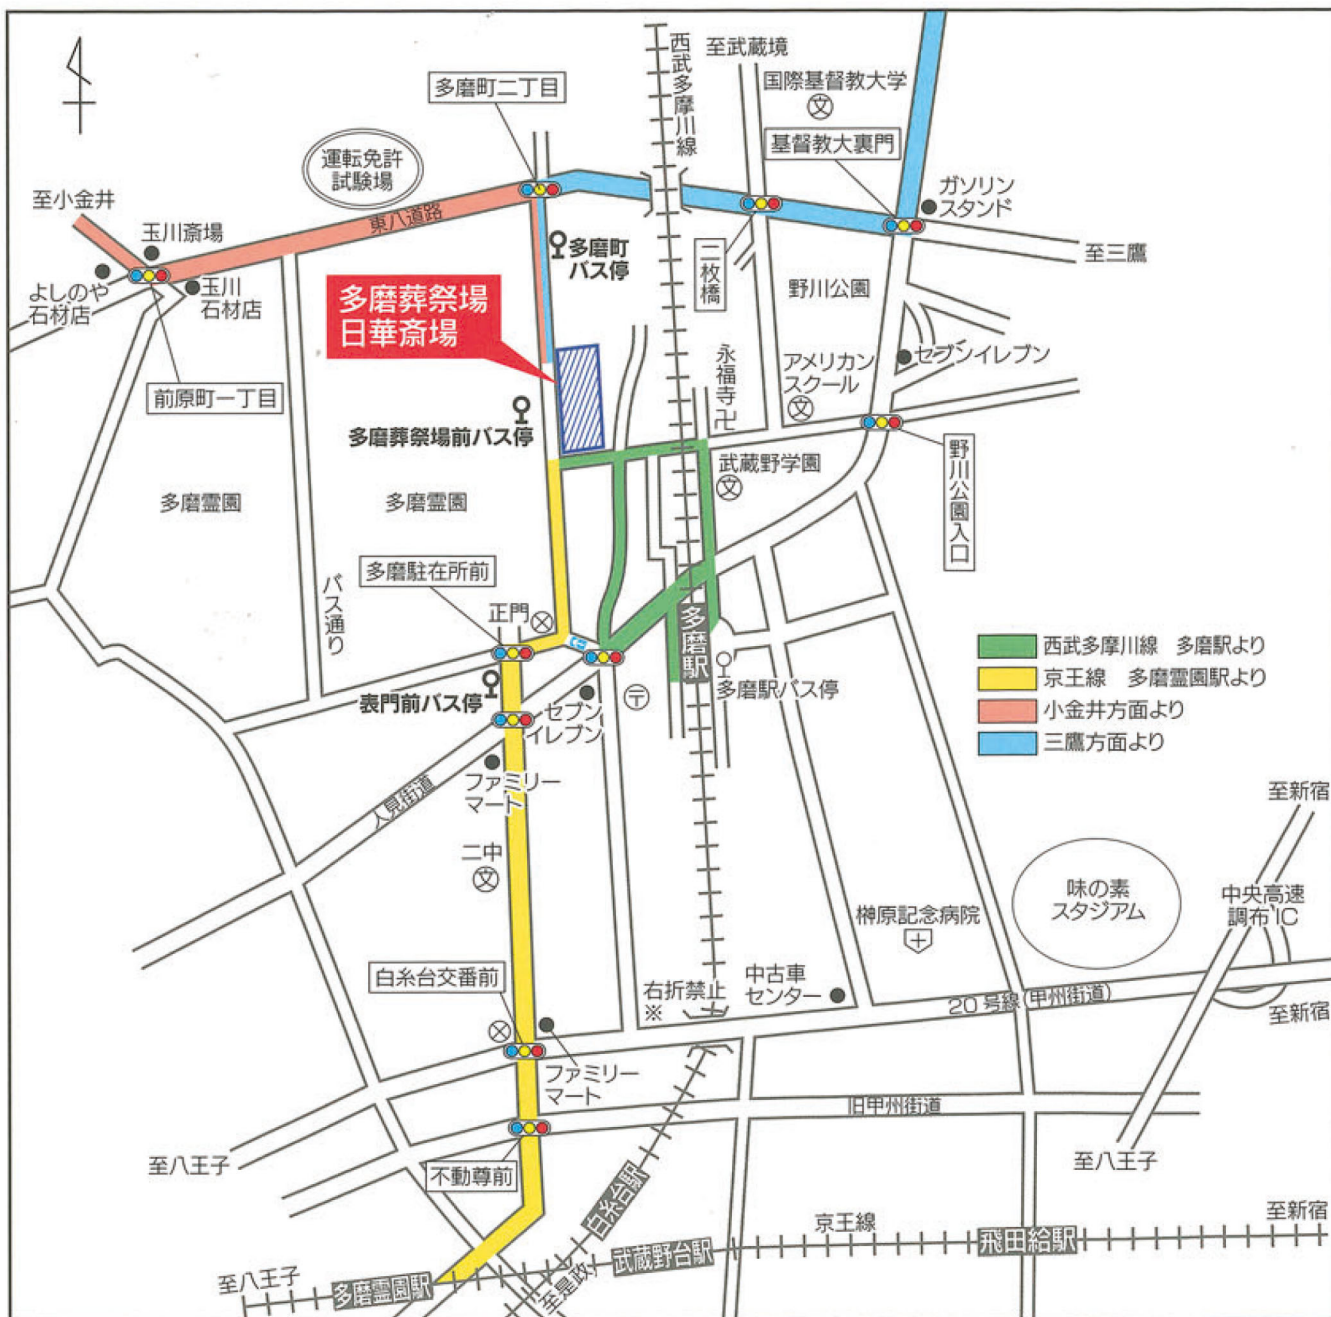 至武蔵境
西武多摩川線
国際基督教大学
文
多磨町二丁目
基督教大裏門
運転免許
試験場
ガソリン
スタンド
至小金井
東八道路
玉川斎場
多磨町
バス停
二枚橋
至三鷹
よしのや
石材店
玉川
石材店
多磨葬祭場
日華斎場
野川公園
永福寺
卍
アメリカン
スクール
文
セブンイレブン
前原町一丁目
多磨葬祭場前バス停
武蔵野学園
文
野川公園入口
多磨霊園
多磨霊園
バス通り
多磨駐在所前
正門
多磨駅
西武多摩川線 多磨駅より
京王線 多磨霊園駅より
小金井方面より
三鷹方面より
表門前バス停
セブン
イレブン
〒
多磨駅バス停
ファミリー
マート
人見街道
至新宿
二中
文
味の素
スタジアム
中央高速
調布IC
榊原記念病院
白糸台交番前
右折禁止
※
中古車
センター
20号線(甲州街道)
至新宿
ファミリー
マート
旧甲州街道
至八王子
不動尊前
至八王子
白糸台駅
京王線
至新宿
飛田給駅
武蔵野台駅
至八王子
多磨霊園駅
至是政